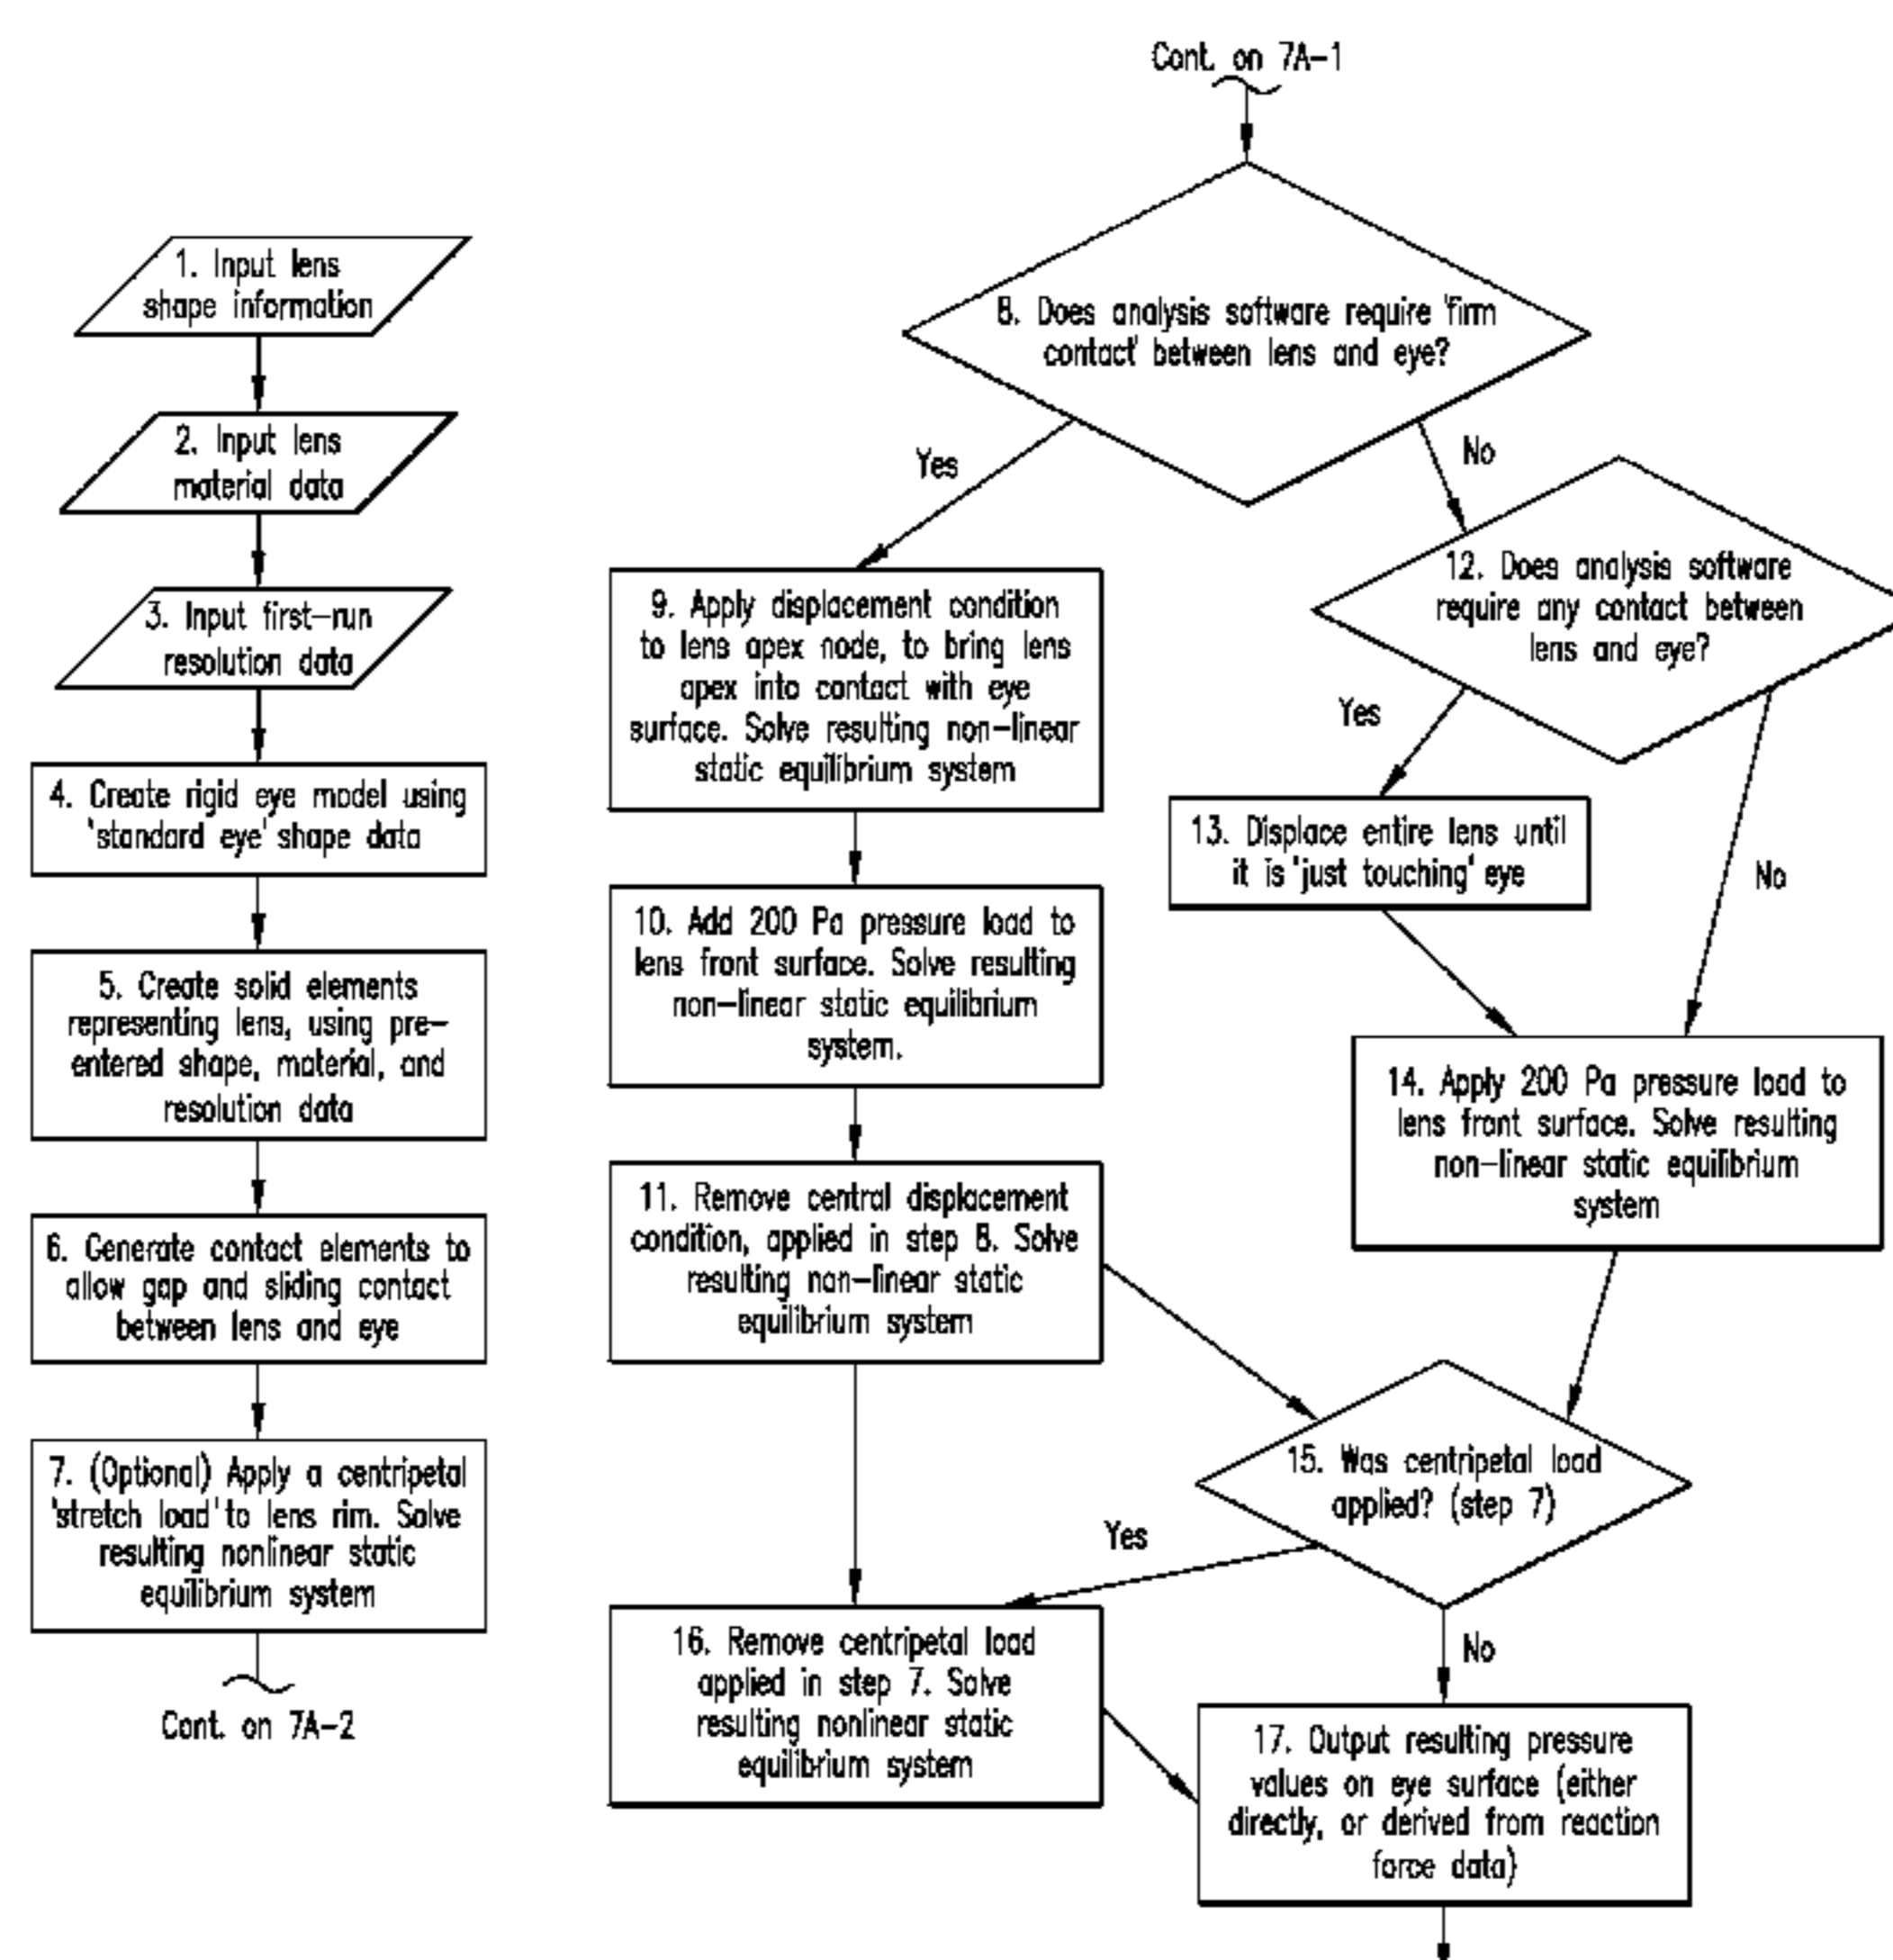 1. Input lens
shape information
2. Input lens
material data
3. Input first-run
resolution data
4. Create rigid eye model using
'standard eye' shape data
5. Create solid elements
representing lens, using pre-
entered shape, material, and
resolution data
6. Generate contact elements to
allow gap and sliding contact
between lens and eye
7. (Optional) Apply a centripetal
'stretch load' to lens rim. Solve
resulting nonlinear static
equilibrium system
Cont. on 7A-2
Cont. on 7A-1
8. Does analysis software require 'firm
contact' between lens and eye?
Yes
No
9. Apply displacement condition
to lens apex node, to bring lens
apex into contact with eye
surface. Solve resulting non-linear
static equilibrium system
10. Add 200 Pa pressure load to
lens front surface. Solve resulting
non-linear static equilibrium
system.
11. Remove central displacement
condition, applied in step 8. Solve
resulting non-linear static
equilibrium system
12. Does analysis software
require any contact between
lens and eye?
Yes
No
13. Displace entire lens until
it is 'just touching' eye
14. Apply 200 Pa pressure load to
lens front surface. Solve resulting
non-linear static equilibrium
system
15. Was centripetal load
applied? (step 7)
Yes
No
16. Remove centripetal load
applied in step 7. Solve
resulting nonlinear static
equilibrium system
17. Output resulting pressure
values on eye surface (either
directly, or derived from reaction
force data)